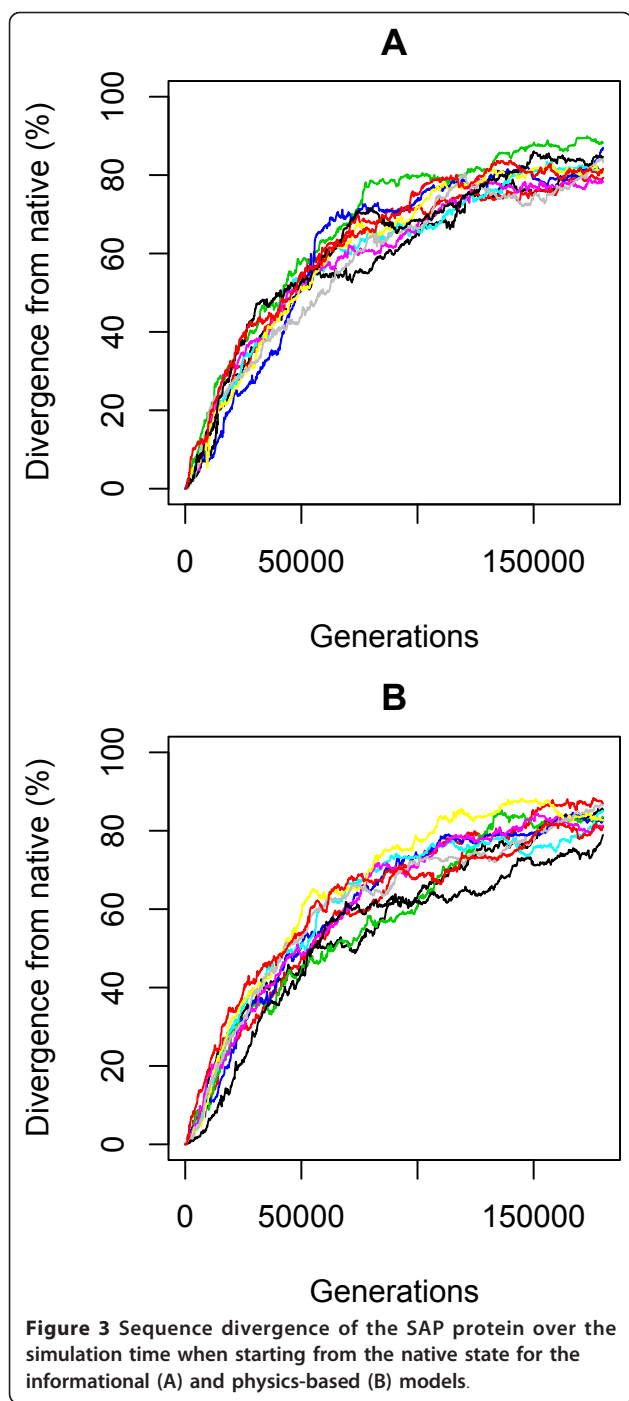 A
Divergence from native (%)
100
80
60
40
20
0
0 50000 150000
Generations
B
Divergence from native (%)
100
80
60
40
20
0
0 50000 150000
Generations
Figure 3 Sequence divergence of the SAP protein over the
simulation time when starting from the native state for the
informational (A) and physics-based (B) models.